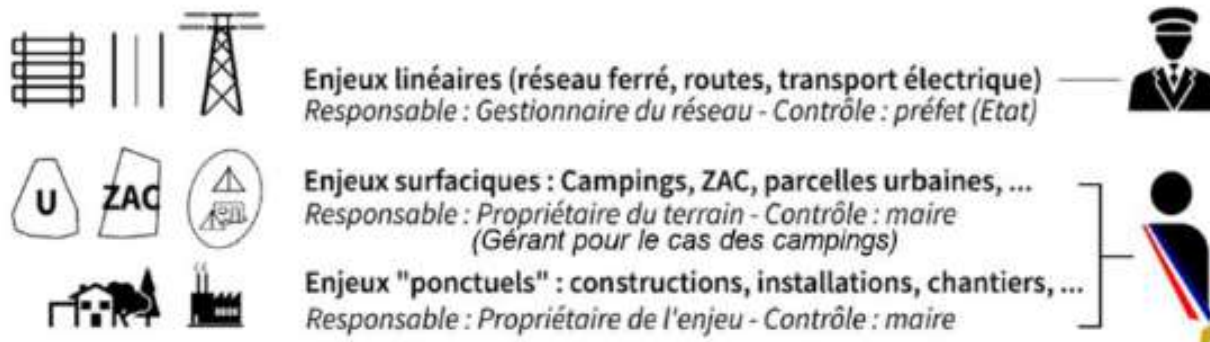 Enjeux linéaires (réseau ferré, routes, transport électrique)
Responsable : Gestionnaire du réseau - Contrôle : préfet (Etat)
U
ZAC
Enjeux surfaciques : Campings, ZAC, parcelles urbaines, ...
Responsable : Propriétaire du terrain - Contrôle : maire
(Gérant pour le cas des campings)
Enjeux "ponctuels" : constructions, installations, chantiers, ...
Responsable : Propriétaire de l'enjeu - Contrôle : maire